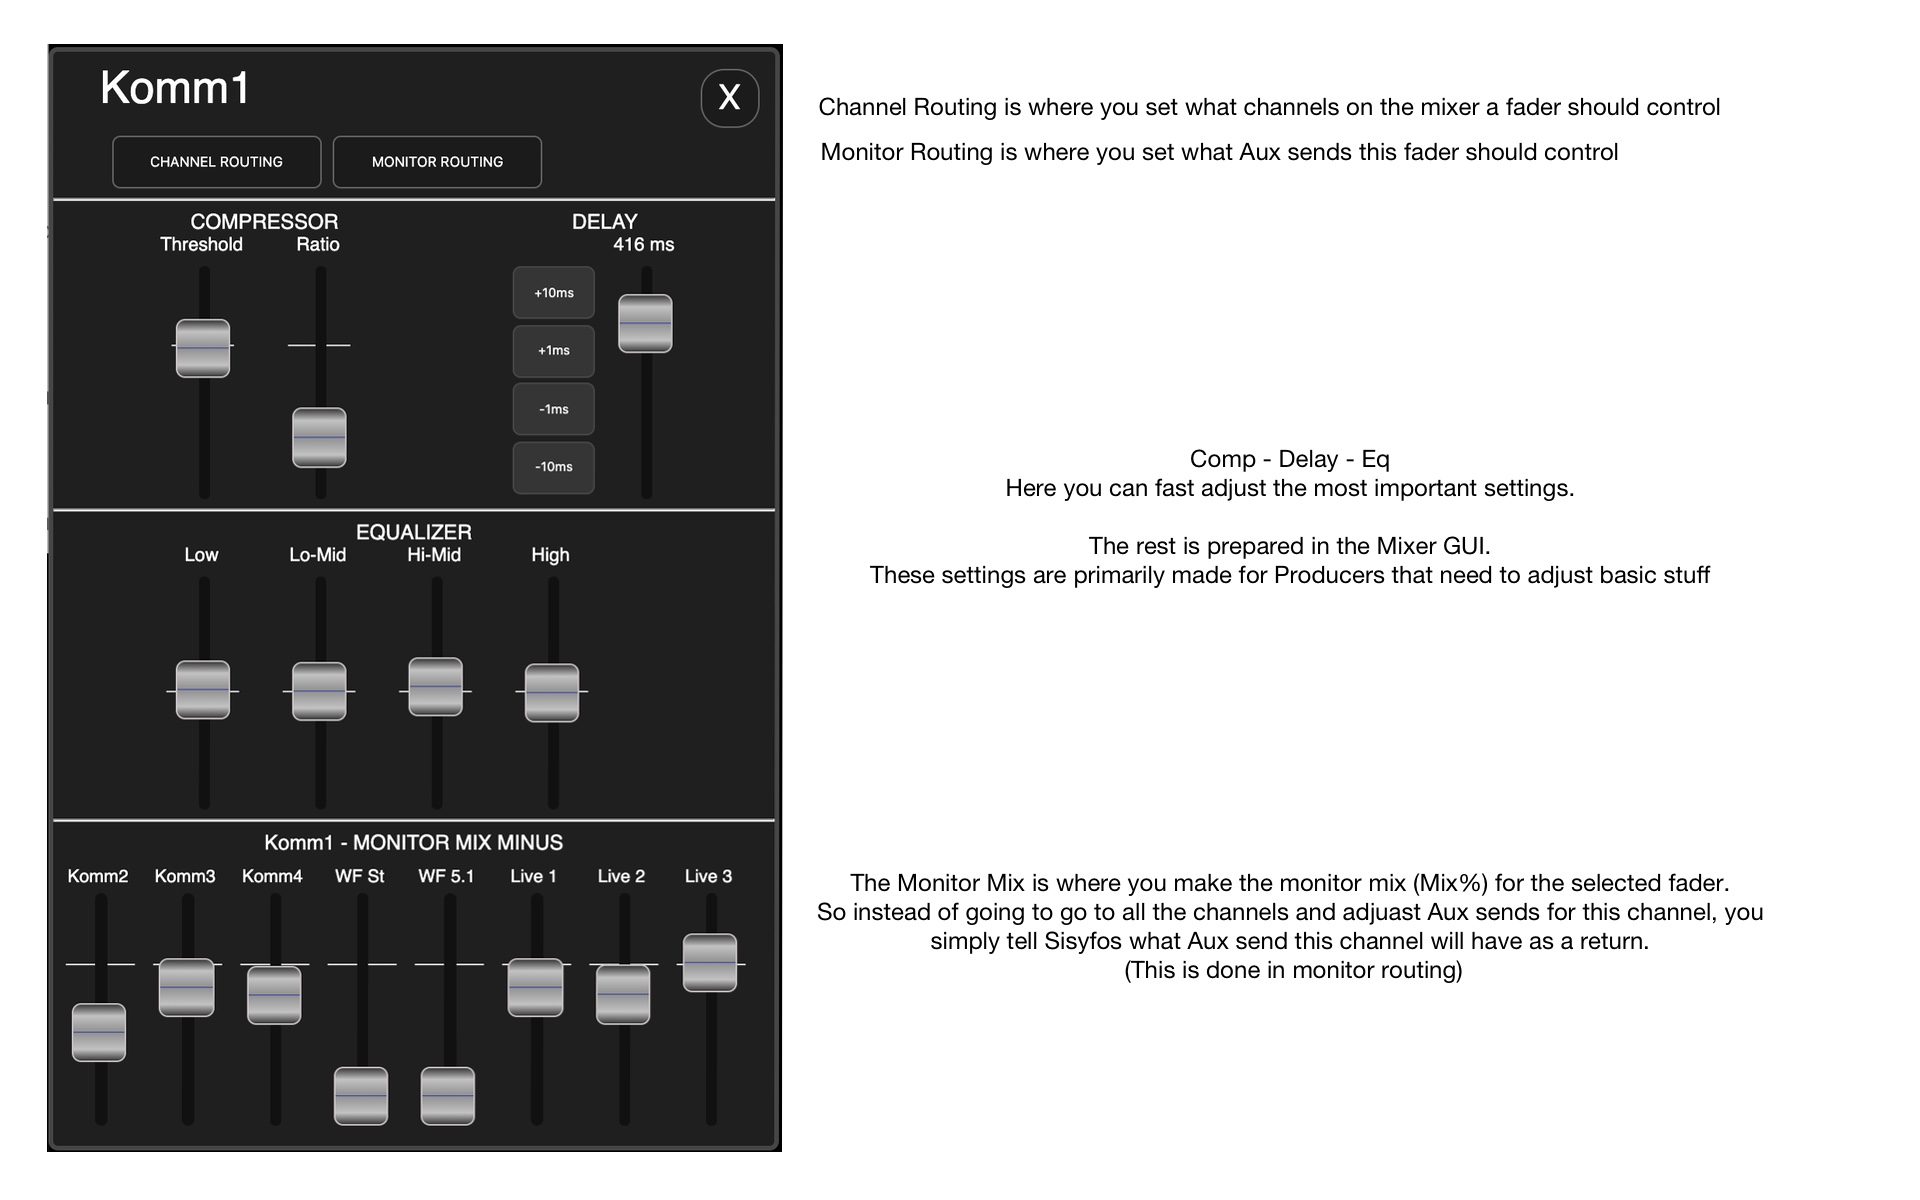 Komm1
X
CHANNEL ROUTING
MONITOR ROUTING
Channel Routing is where you set what channels on the mixer a fader should control
Monitor Routing is where you set what Aux sends this fader should control
COMPRESSOR
Threshold
Ratio
DELAY
416 ms
+10ms
+1ms
-1ms
-10ms
Comp - Delay - Eq
Here you can fast adjust the most important settings.
The rest is prepared in the Mixer GUI.
These settings are primarily made for Producers that need to adjust basic stuff
EQUALIZER
Low
Lo-Mid
Hi-Mid
High
Komm1 - MONITOR MIX MINUS
Komm2
Komm3
Komm4
WF St
WF 5.1
Live 1
Live 2
Live 3
The Monitor Mix is where you make the monitor mix (Mix%) for the selected fader.
So instead of going to go to all the channels and adjuast Aux sends for this channel, you
simply tell Sisyfos what Aux send this channel will have as a return.
(This is done in monitor routing)